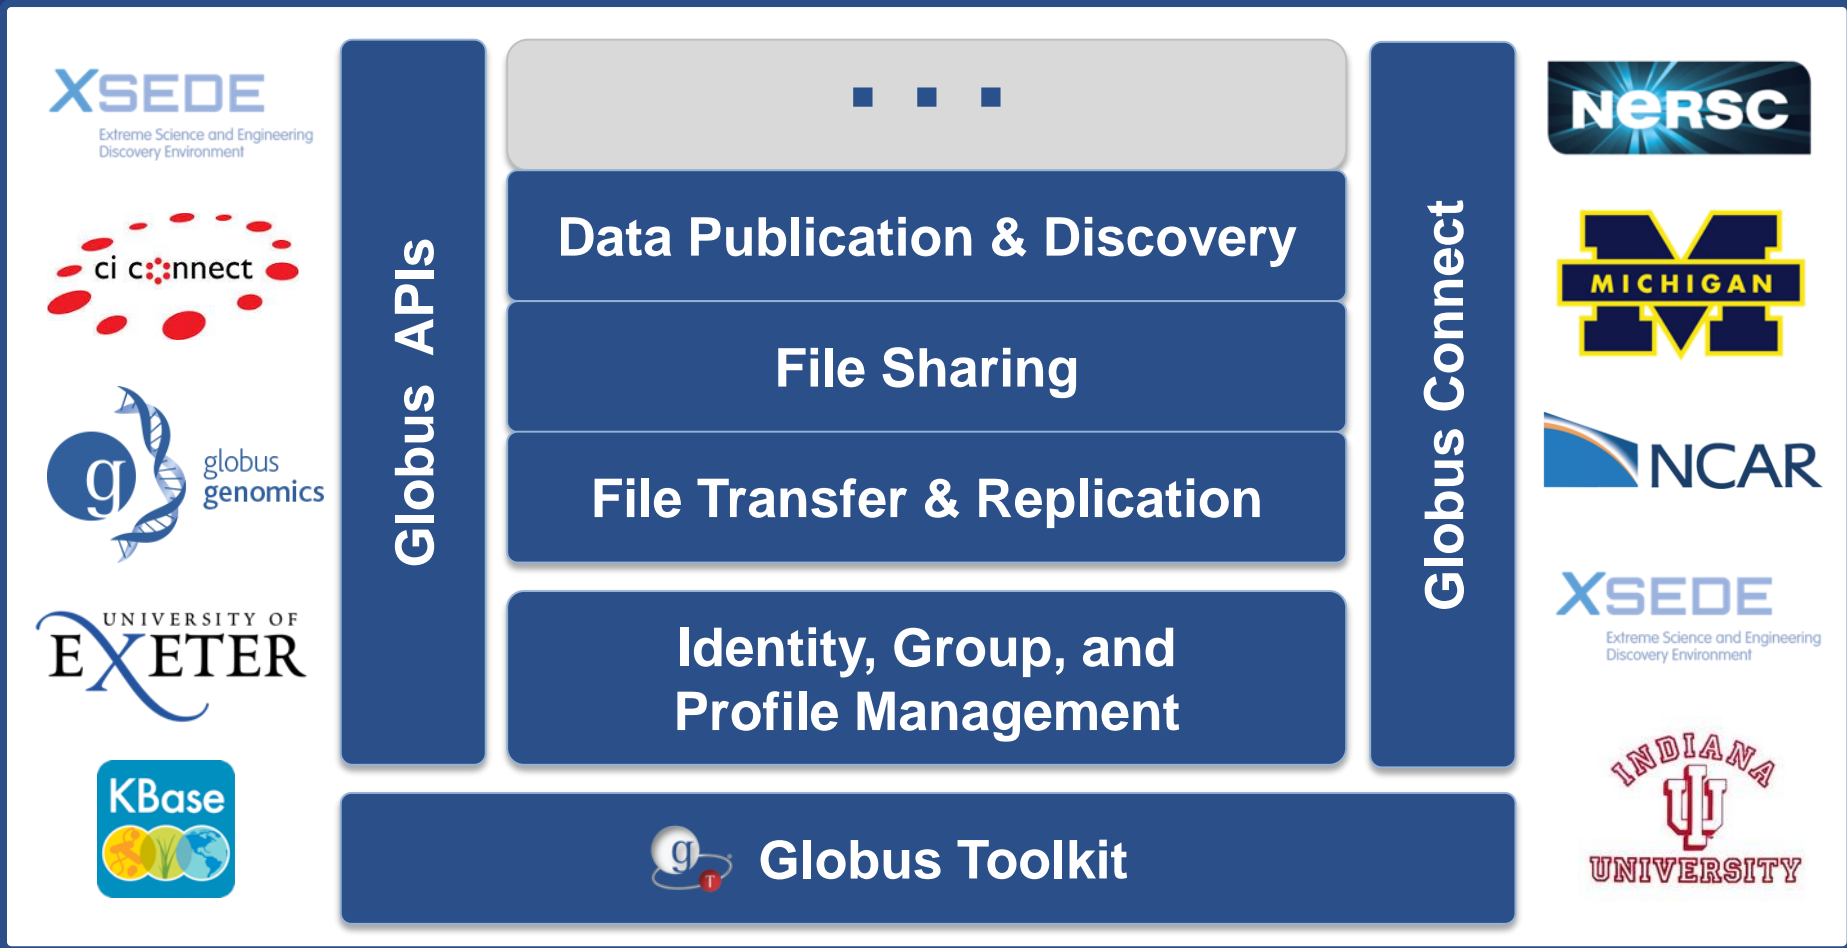 XSEDE
Extreme Science and Engineering
Discovery Environment
ci connect
g
globus
genomics
UNIVERSITY OF
EXETER
KBase
Globus APIs
...
Data Publication & Discovery
File Sharing
File Transfer & Replication
Identity, Group, and
Profile Management
Globus Connect
g T
Globus Toolkit
NERSC
M
MICHIGAN
NCAR
XSEDE
Extreme Science and Engineering
Discovery Environment
INDIANA
IU
UNIVERSITY